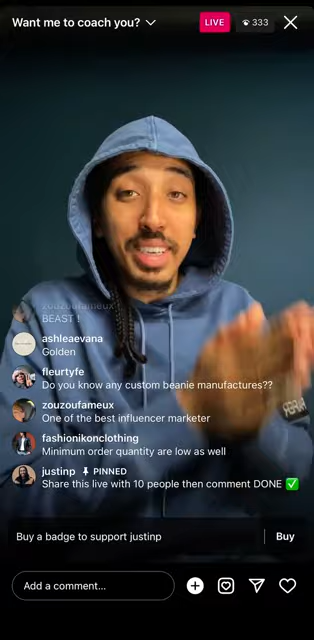 Want me to coach you?
LIVE
333
zouzoufameux
BEAST !
ashleaevana
Golden
fleurtyfe
Do you know any custom beanie manufactures??
zouzoufameux
One of the best influencer marketer
fashionikonclothing
Minimum order quantity are low as well
justinp PINNED
Share this live with 10 people then comment DONE ✅
Buy a badge to support justinp
Buy
Add a comment...